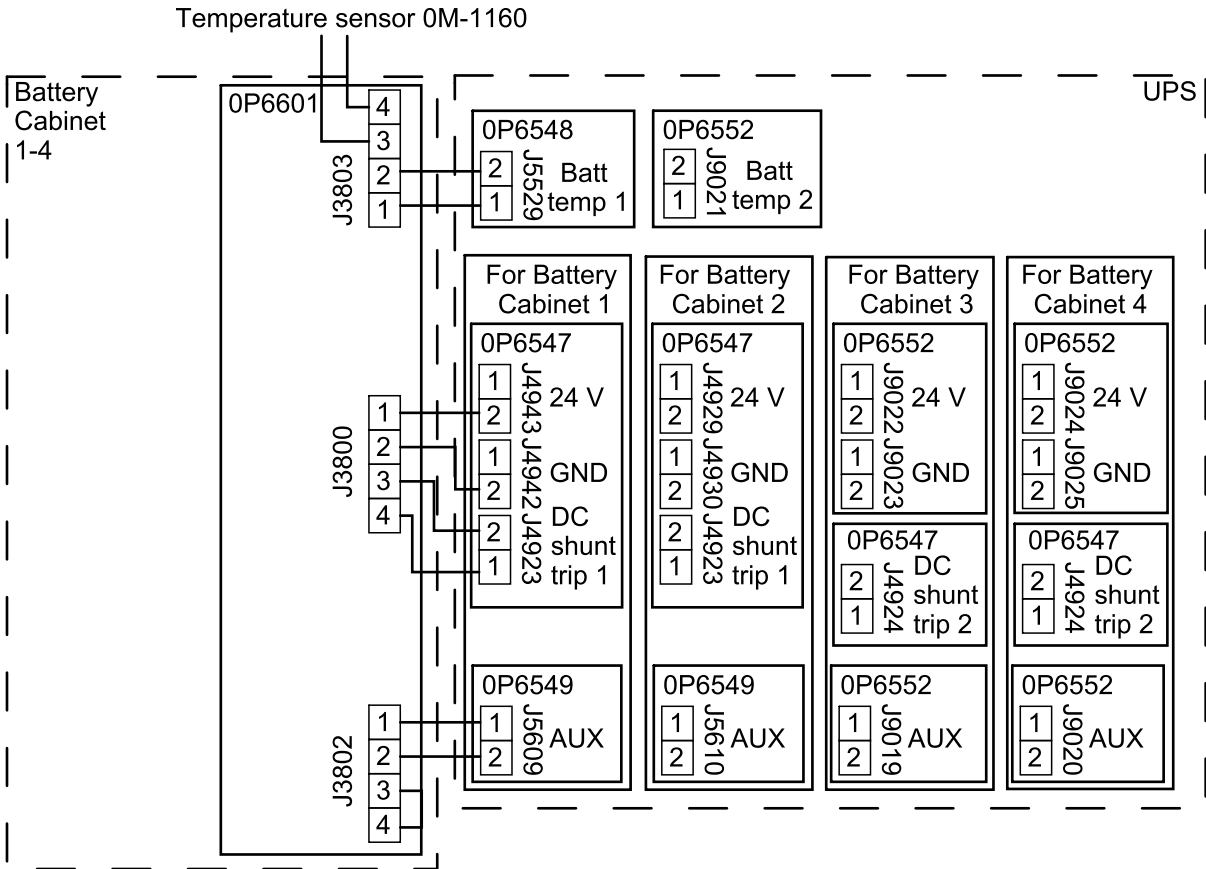 Temperature sensor 0M-1160
Battery
Cabinet
1-4
0P6601
J3803
4
3
2
1
J3800
1
2
3
4
J3802
1
2
3
4
UPS
0P6548
2
1
J5529
Batt
temp 1
0P6552
2
1
J9021
Batt
temp 2
For Battery
Cabinet 1
0P6547
1
2
J4943
24 V
1
2
J4942
GND
2
1
J4923
DC
shunt
trip 1
0P6549
1
2
J5609
AUX
For Battery
Cabinet 2
0P6547
1
2
J4929
24 V
1
2
J4930
GND
2
1
J4923
DC
shunt
trip 1
0P6549
1
2
J5610
AUX
For Battery
Cabinet 3
0P6552
1
2
J9022
24 V
1
2
J9023
GND
0P6547
2
1
J4924
DC
shunt
trip 2
0P6552
1
2
J9019
AUX
For Battery
Cabinet 4
0P6552
1
2
J9024
24 V
1
2
J9025
GND
0P6547
2
1
J4924
DC
shunt
trip 2
0P6552
1
2
J9020
AUX